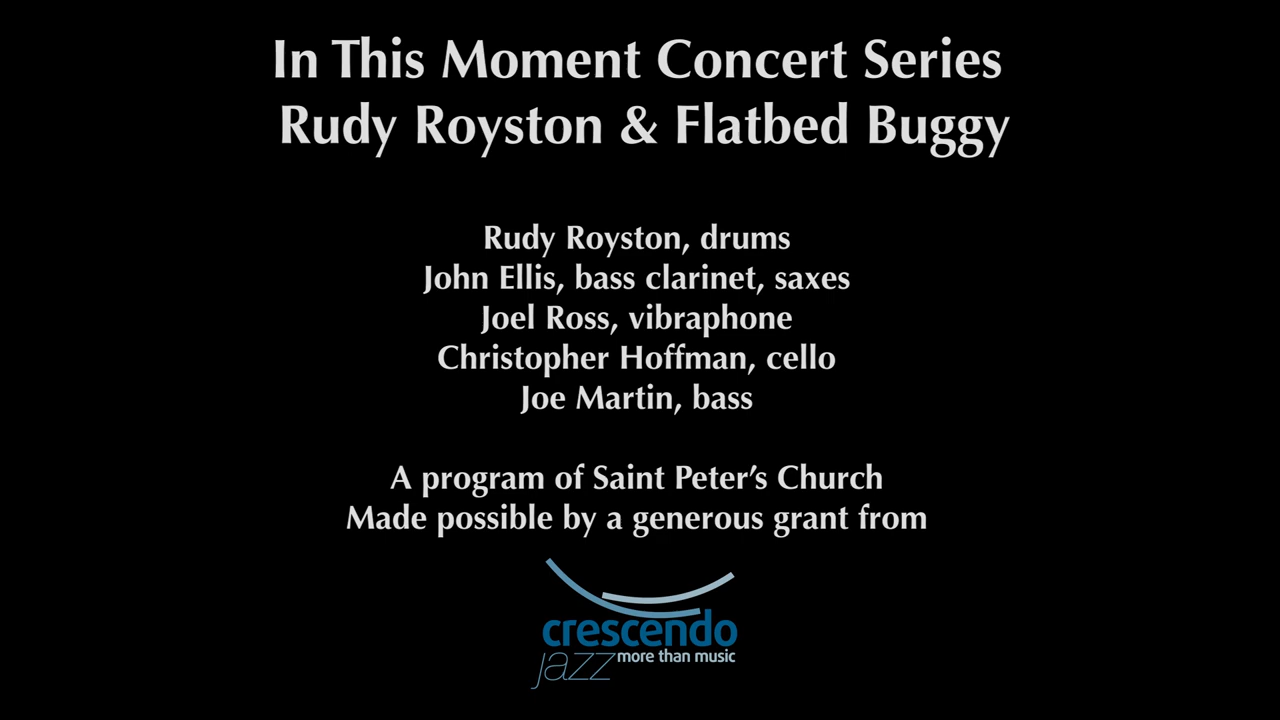 In This Moment Concert Series
Rudy Royston & Flatbed Buggy
Rudy Royston, drums
John Ellis, bass clarinet, saxes
Joel Ross, vibraphone
Christopher Hoffman, cello
Joe Martin, bass
A program of Saint Peter’s Church
Made possible by a generous grant from
crescendo
jazz more than music